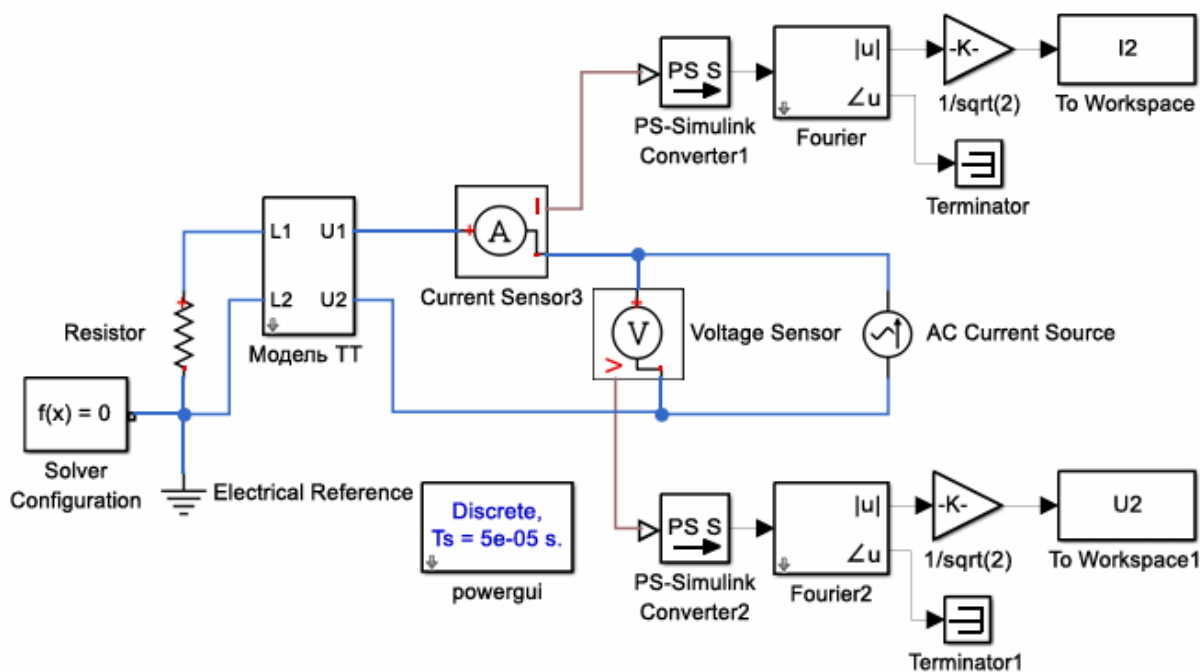 |u|
∠u
Fourier
-K-
1/sqrt(2)
I2
To Workspace
PS S
PS-Simulink
Converter1
Terminator
L1
U1
L2
U2
Модель ТТ
A
I
Current Sensor3
V
V
Voltage Sensor
AC Current Source
Resistor
f(x) = 0
Solver
Configuration
Electrical Reference
Discrete,
Ts = 5e-05 s.
powergui
PS S
PS-Simulink
Converter2
|u|
∠u
Fourier2
-K-
1/sqrt(2)
U2
To Workspace1
Terminator1